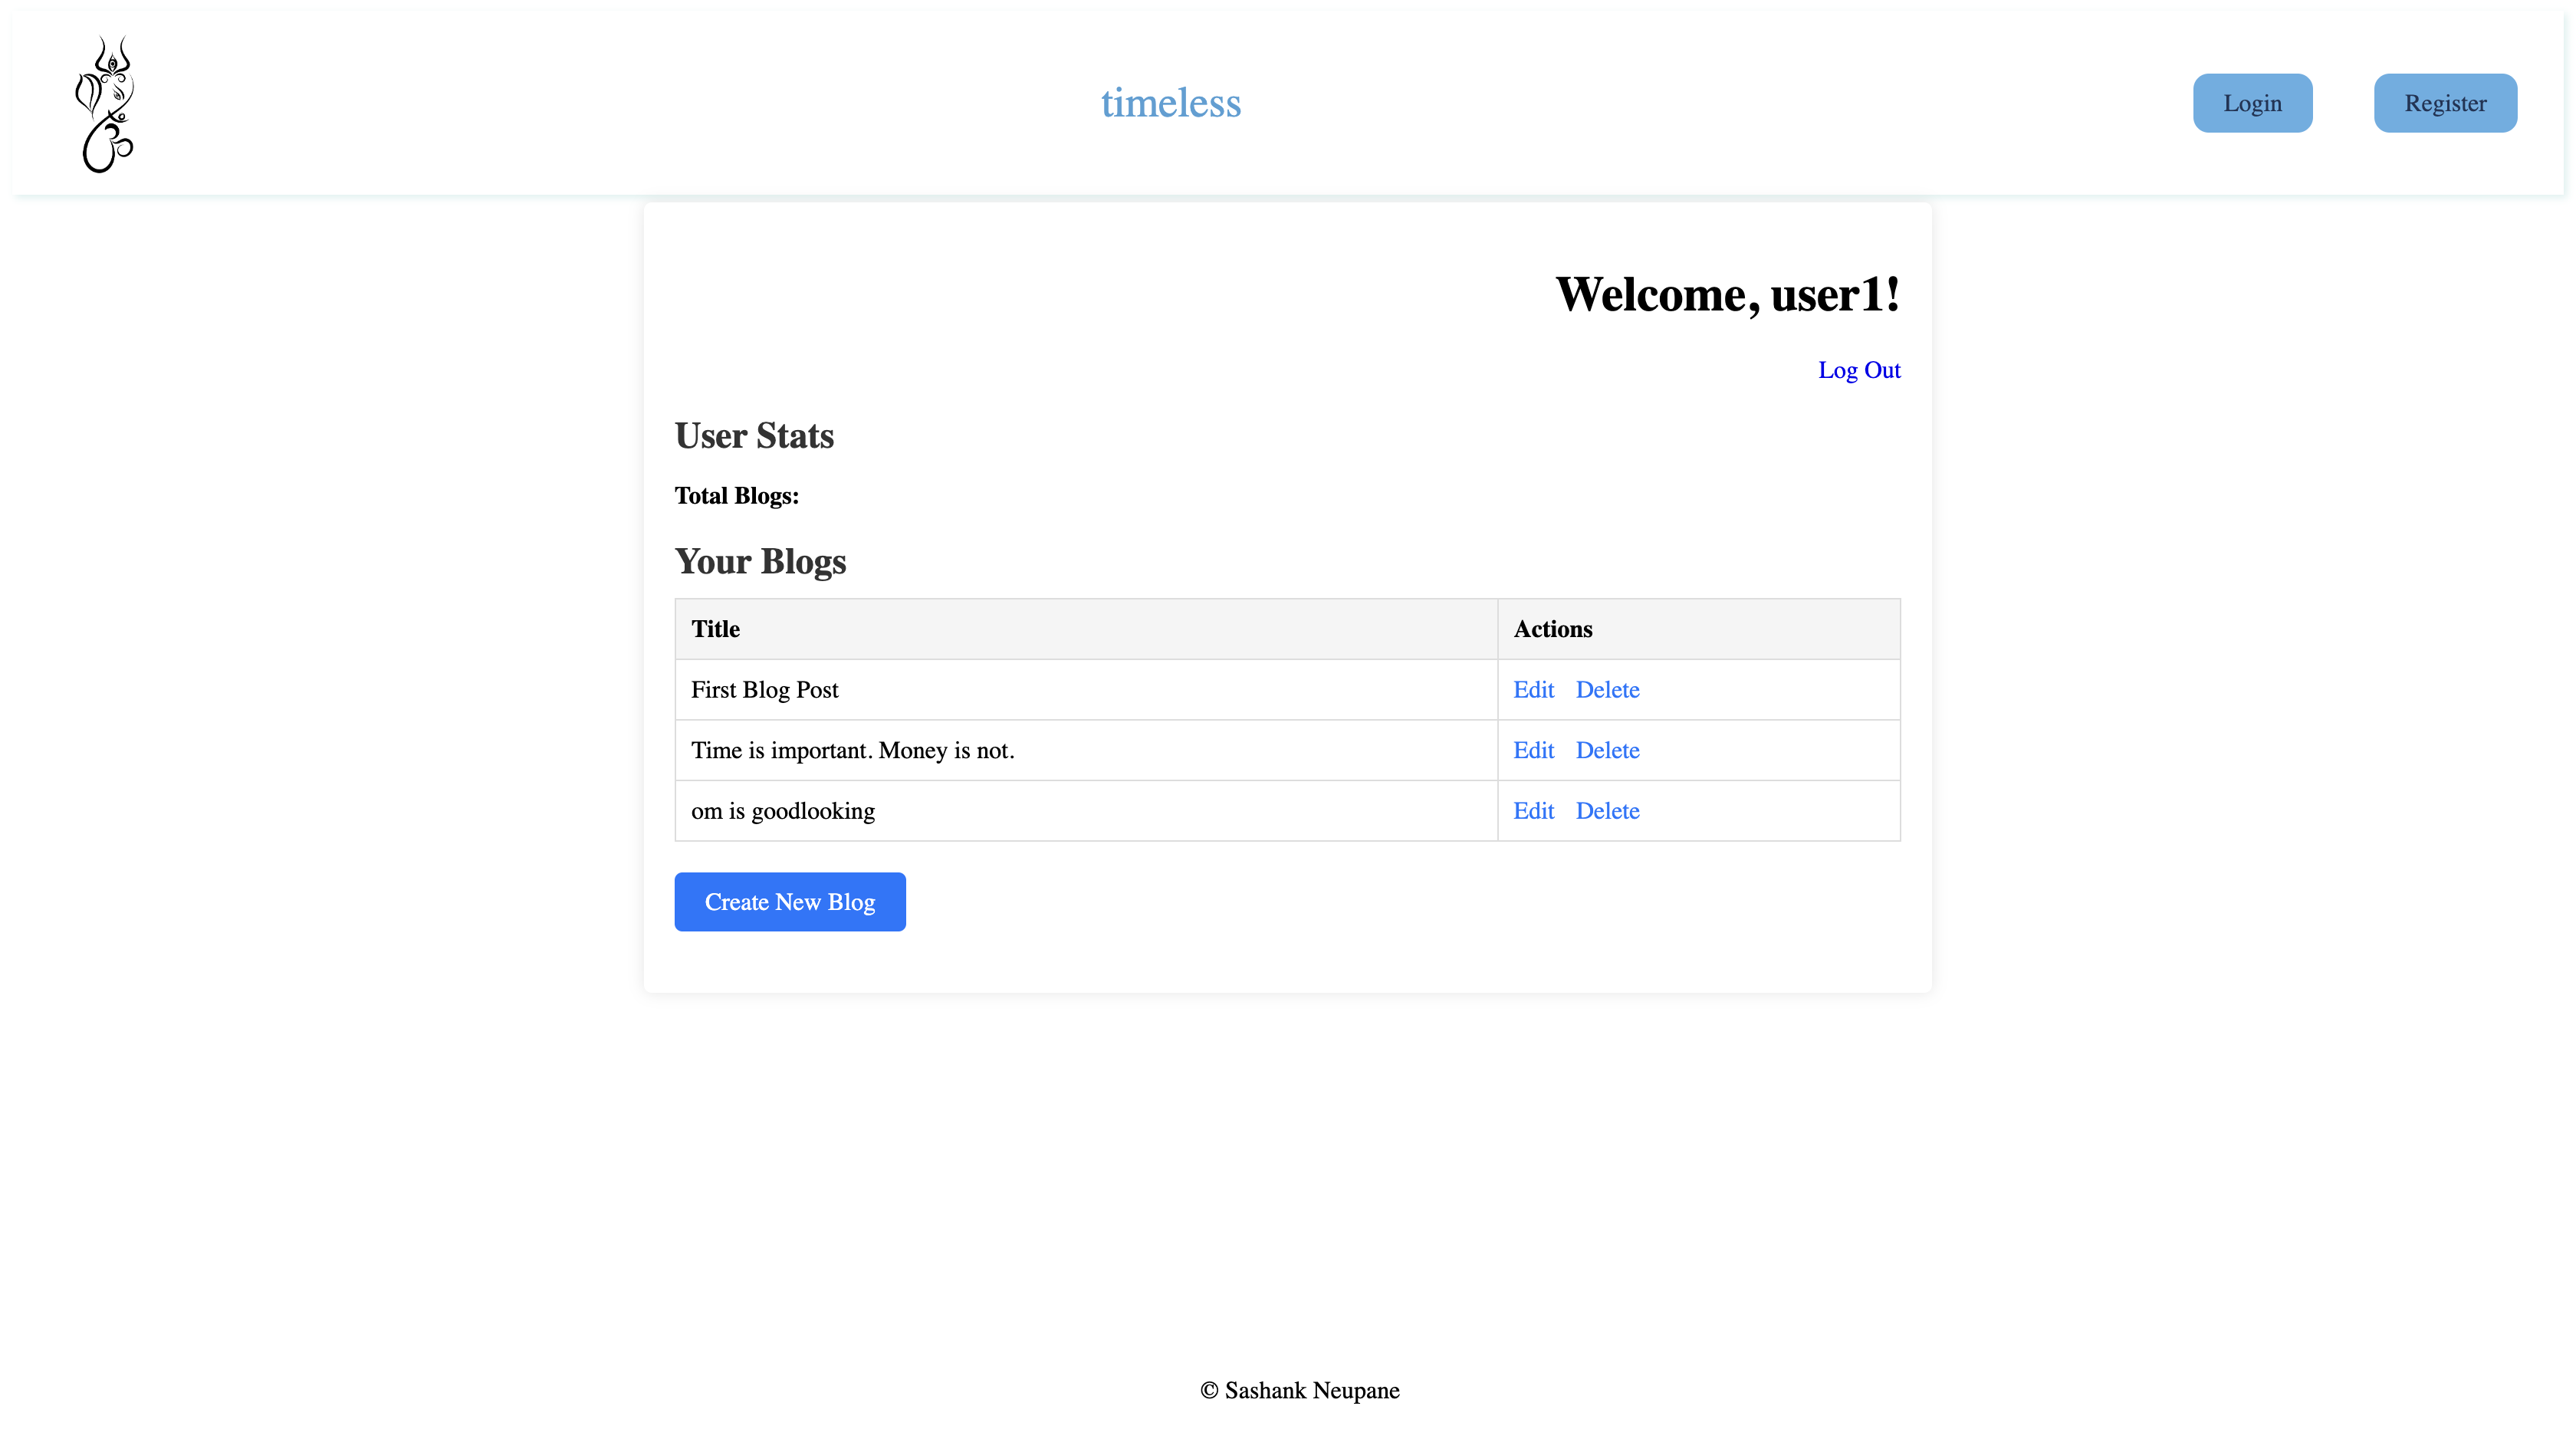 timeless
Login
Register
Welcome, user1!
Log Out
User Stats
Total Blogs:
Your Blogs
Title Actions
First Blog Post Edit Delete
Time is important. Money is not. Edit Delete
om is goodlooking Edit Delete
Create New Blog
© Sashank Neupane